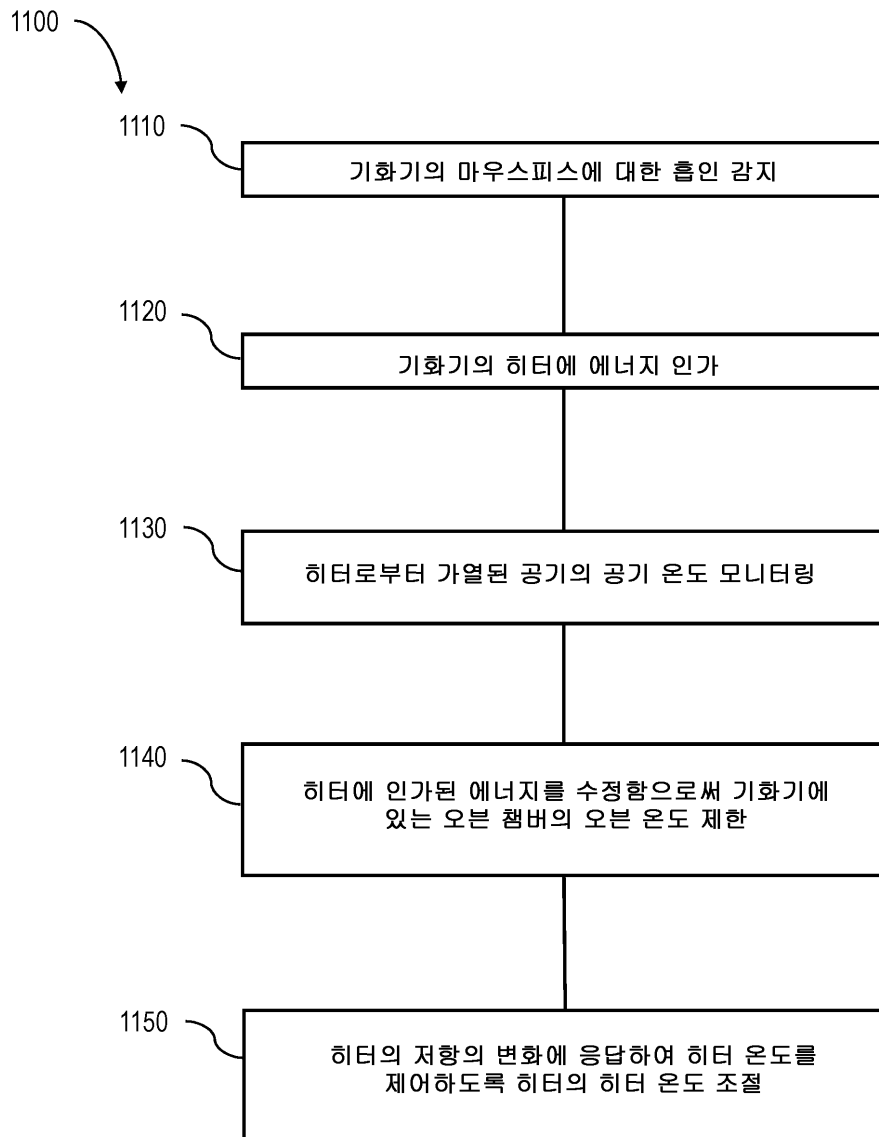 1100
1110
기화기의 마우스피스에 대한 흡인 감지
1120
기화기의 히터에 에너지 인가
1130
히터로부터 가열된 공기의 공기 온도 모니터링
1140
히터에 인가된 에너지를 수정함으로써 기화기에
있는 오븐 챔버의 오븐 온도 제한
1150
히터의 저항의 변화에 응답하여 히터 온도를
제어하도록 히터의 히터 온도 조절